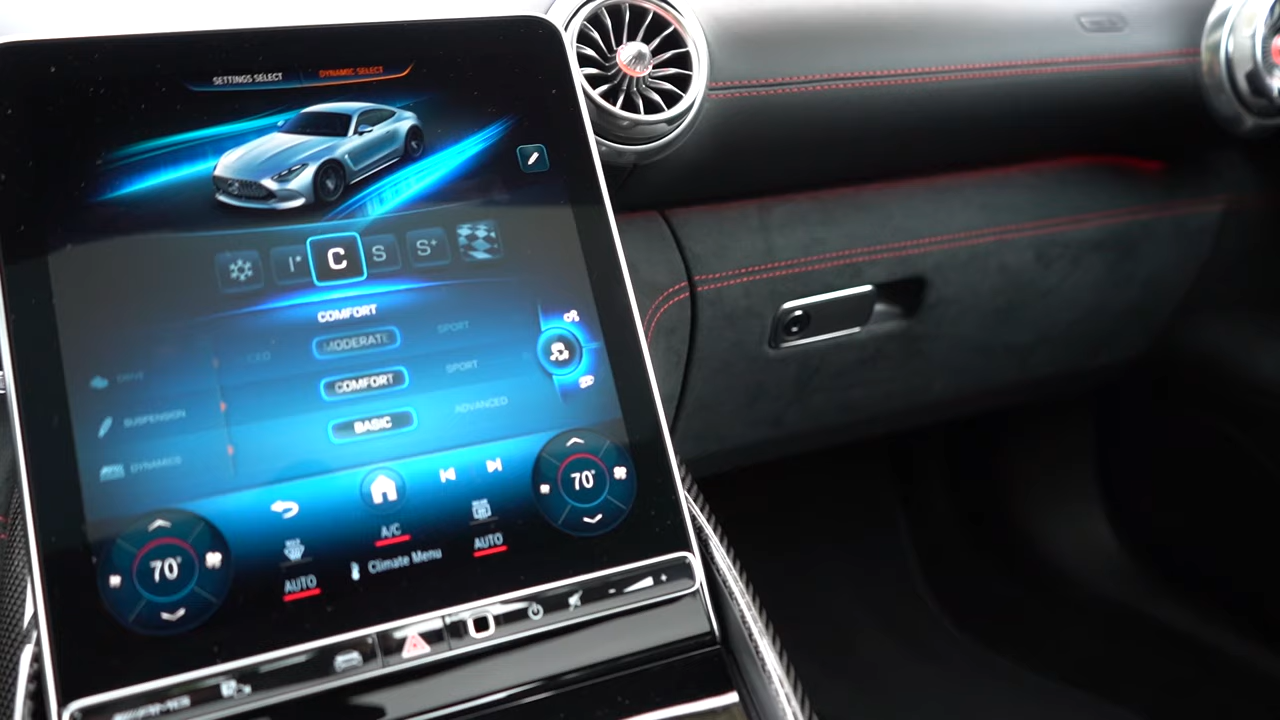 SETTINGS SELECT DYNAMIC SELECT
I* C S S+
COMFORT
MODERATE SPORT
DRIVE
COMFORT SPORT
SUSPENSION
BASIC ADVANCED
DYNAMICS
70°
70°
A/C
AUTO Climate Menu AUTO
- +